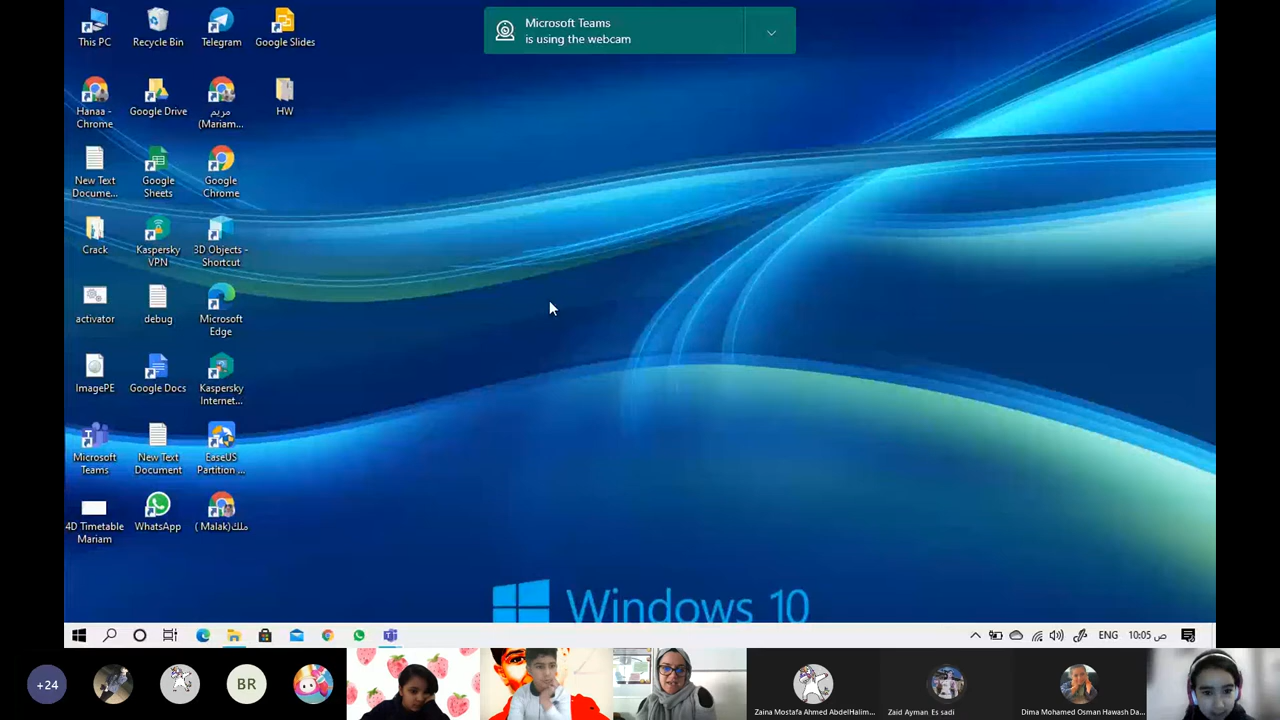 This PC
Recycle Bin
Telegram
Google Slides
Microsoft Teams
is using the webcam
Hanaa -
Chrome
Google Drive
مريم
(Mariam...
HW
New Text
Docume...
Google
Sheets
Google
Chrome
Crack
Kaspersky
VPN
3D Objects -
Shortcut
activator
debug
Microsoft
Edge
ImagePE
Google Docs
Kaspersky
Internet...
Microsoft
Teams
New Text
Document
EaseUS
Partition ...
4D Timetable
Mariam
WhatsApp
( Malak)ملك
Windows 10
ENG
10:05 ص
+24
BR
Zaina Mostafa Ahmed AbdelHalim...
Zaid Ayman Es sadi
Dima Mohamed Osman Hawash Da...